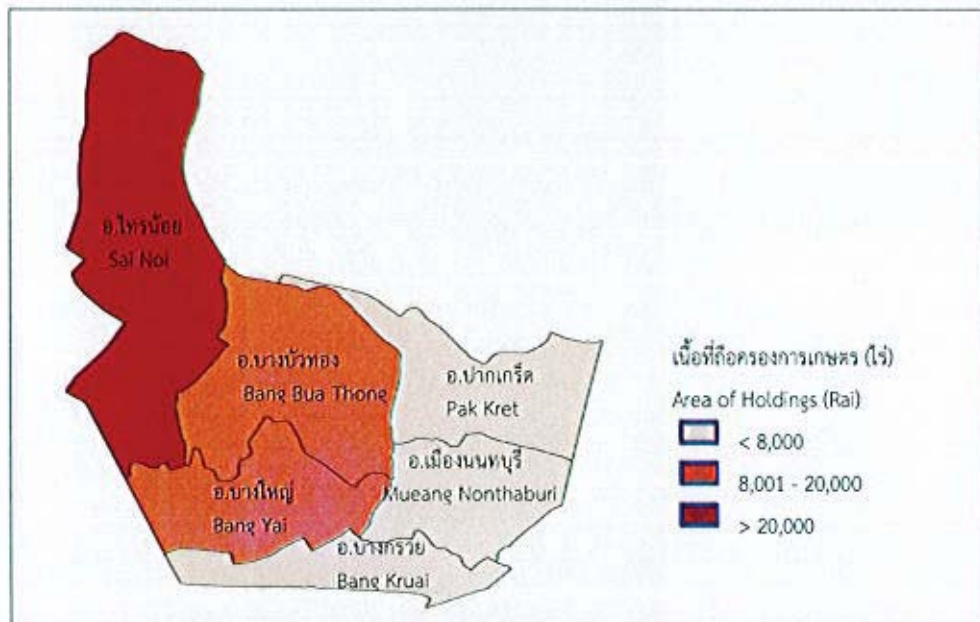 อ.ไทรน้อย
Sai Noi
อ.บางบัวทอง
Bang Bua Thong
อ.ปากเกร็ด
Pak Kret
อ.เมืองนนทบุรี
Mueang Nonthaburi
อ.บางใหญ่
Bang Yai
อ.บางกรวย
Bang Kruai
เนื้อที่ถือครองการเกษตร (ไร่)
Area of Holdings (Rai)
< 8,000
8,001 - 20,000
> 20,000